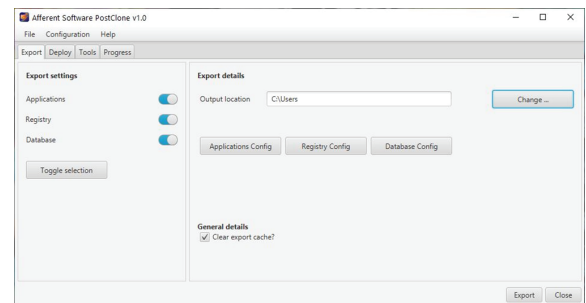 Afferent Software PostClone v1.0
File Configuration Help
Export Deploy Tools Progress
Export settings
Applications
Registry
Database
Toggle selection
Export details
Output location C:\Users Change ...
Applications Config Registry Config Database Config
General details
Clear export cache?
Export Close